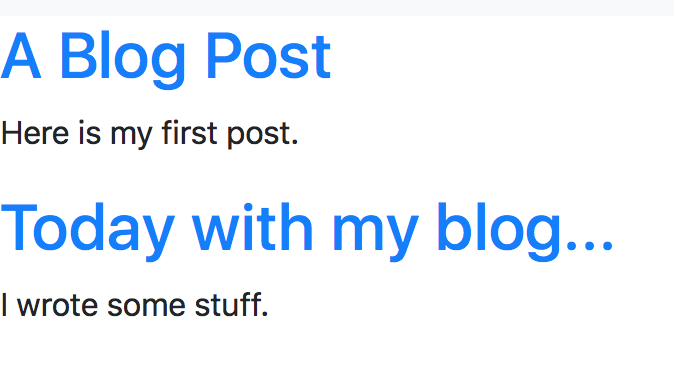 A Blog Post
Here is my first post.
Today with my blog...
I wrote some stuff.